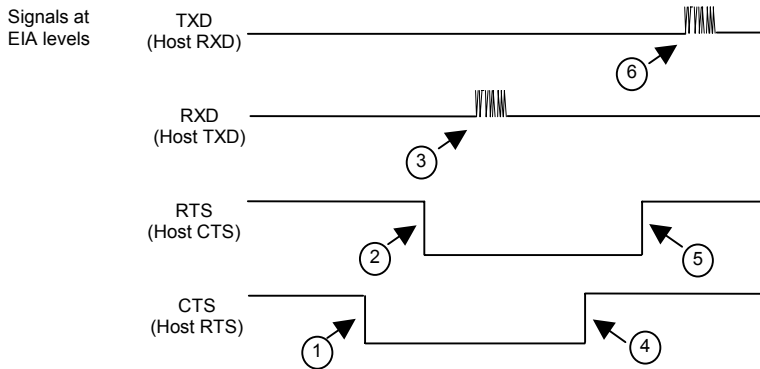 Signals at
EIA levels
TXD
(Host RXD)
6
RXD
(Host TXD)
3
RTS
(Host CTS)
2
5
CTS
(Host RTS)
1
4